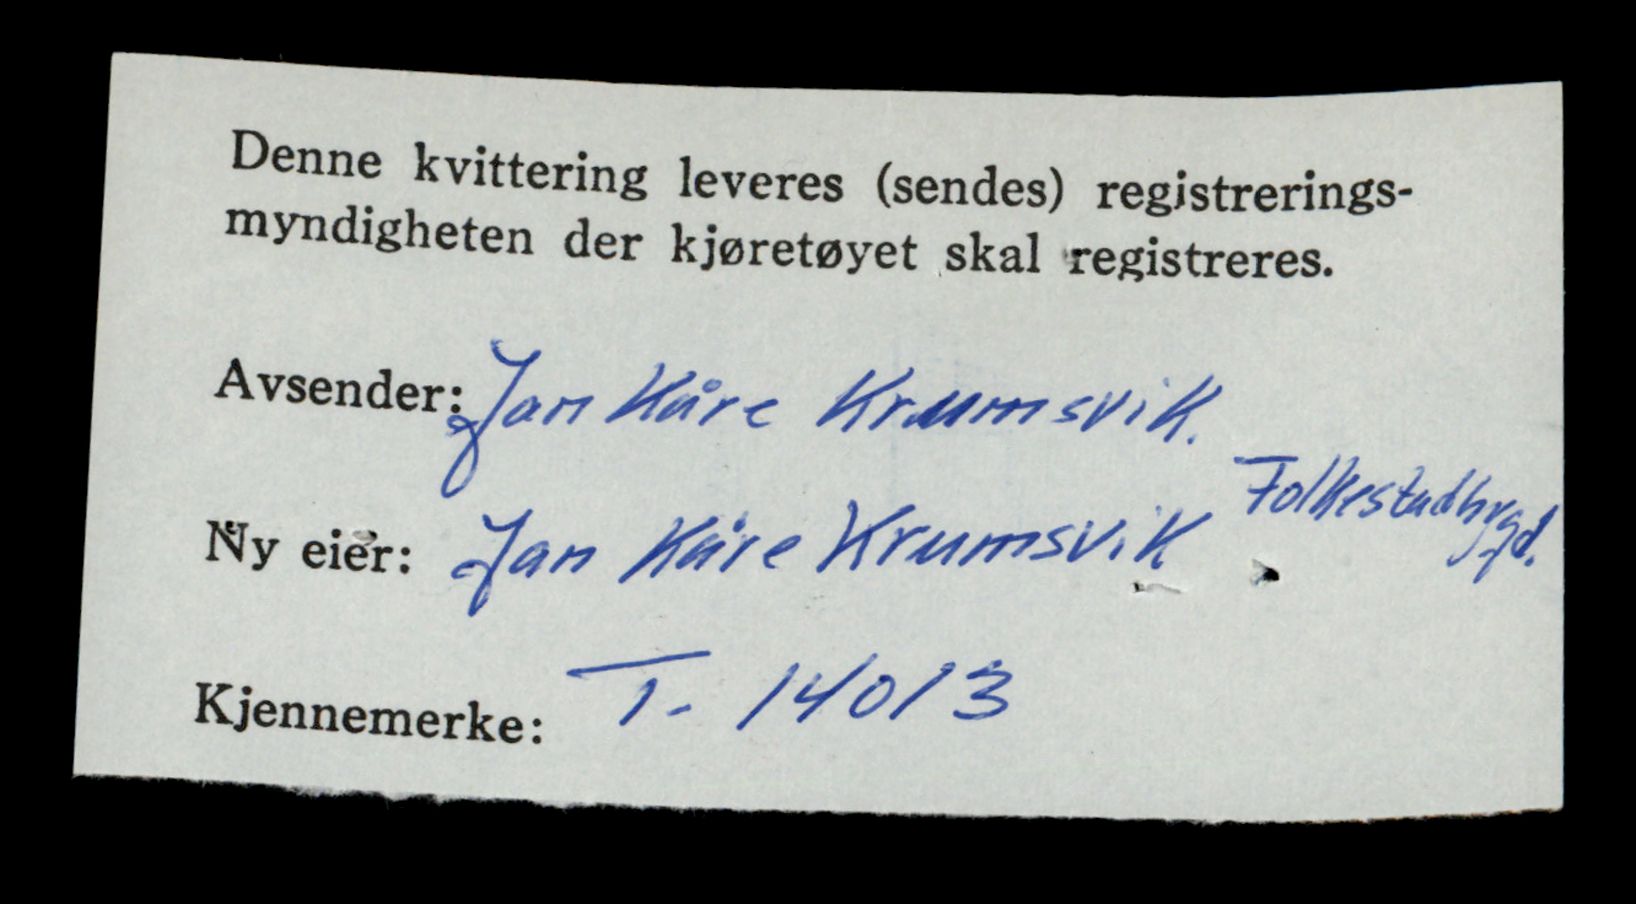 Denne kvittering leveres (sendes) registrerings-
myndigheten der kjøretøyet skal registreres.
Avsender: Jan Kåre Krumsvik.
Ny eier: Jan Kåre Krumsvik Folkestadbygd.
Kjennemerke: T- 14013